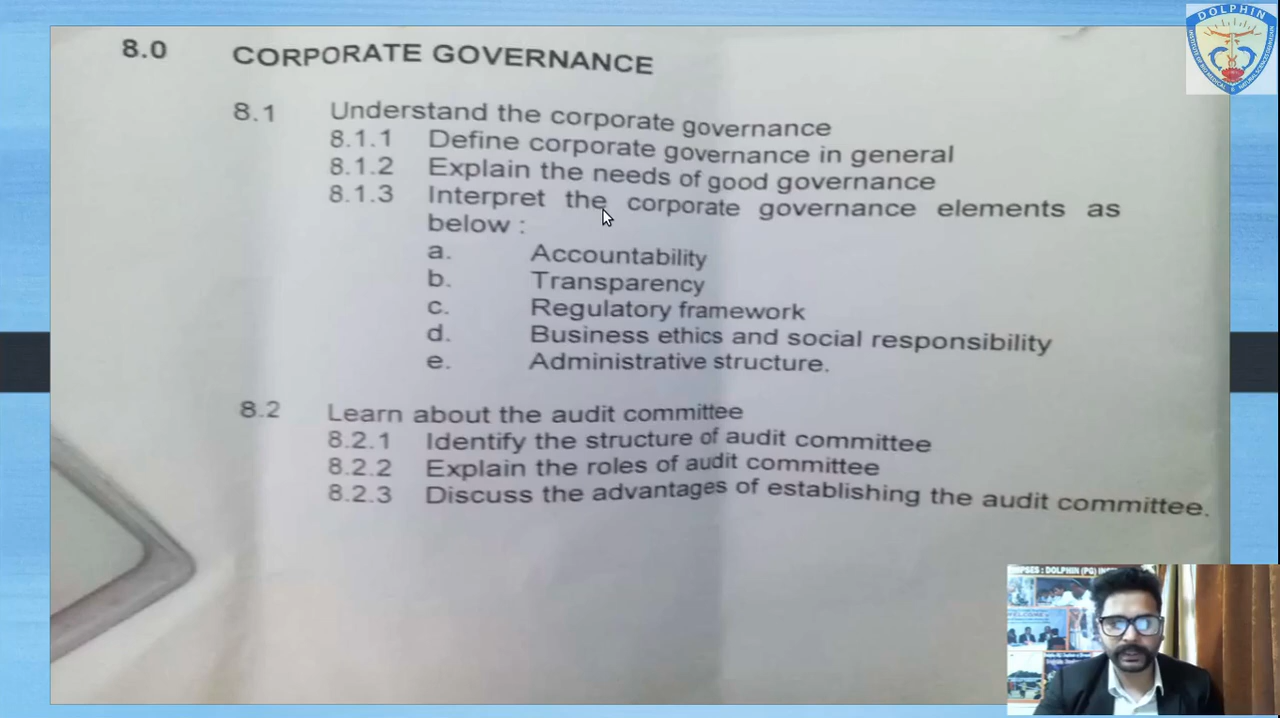 DOLPHIN
8.0 CORPORATE GOVERNANCE
8.1 Understand the corporate governance
8.1.1 Define corporate governance in general
8.1.2 Explain the needs of good governance
8.1.3 Interpret the corporate governance elements as
below :
a. Accountability
b. Transparency
c. Regulatory framework
d. Business ethics and social responsibility
e. Administrative structure.
8.2 Learn about the audit committee
8.2.1 Identify the structure of audit committee
8.2.2 Explain the roles of audit committee
8.2.3 Discuss the advantages of establishing the audit committee.
: DOLPHIN (PG)